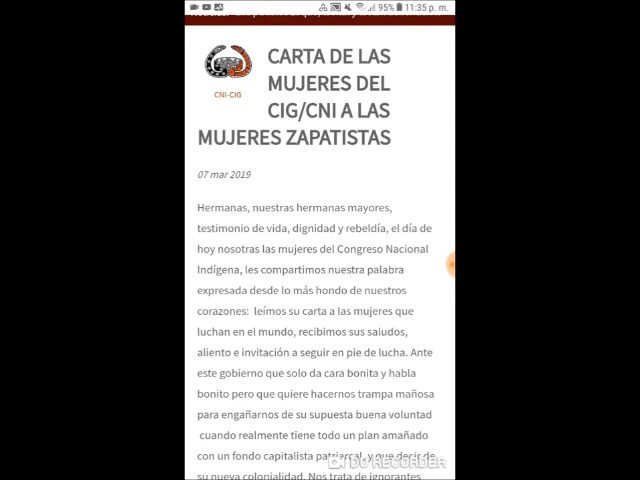 95% 11:35 p. m.
CNI-CIG
CARTA DE LAS
MUJERES DEL
CIG/CNI A LAS
MUJERES ZAPATISTAS
07 mar 2019
Hermanas, nuestras hermanas mayores,
testimonio de vida, dignidad y rebeldía, el día de
hoy nosotras las mujeres del Congreso Nacional
Indígena, les compartimos nuestra palabra
expresada desde lo más hondo de nuestros
corazones: leímos su carta a las mujeres que
luchan en el mundo, recibimos sus saludos,
aliento e invitación a seguir en pie de lucha. Ante
este gobierno que solo da cara bonita y habla
bonito pero que quiere hacernos trampa mañosa
para engañarnos de su supuesta buena voluntad
cuando realmente tiene todo un plan amañado
con un fondo capitalista patriarcal, y que decir de
su nueva colonialidad. Nos trata de ignorantes
DU RECORDER